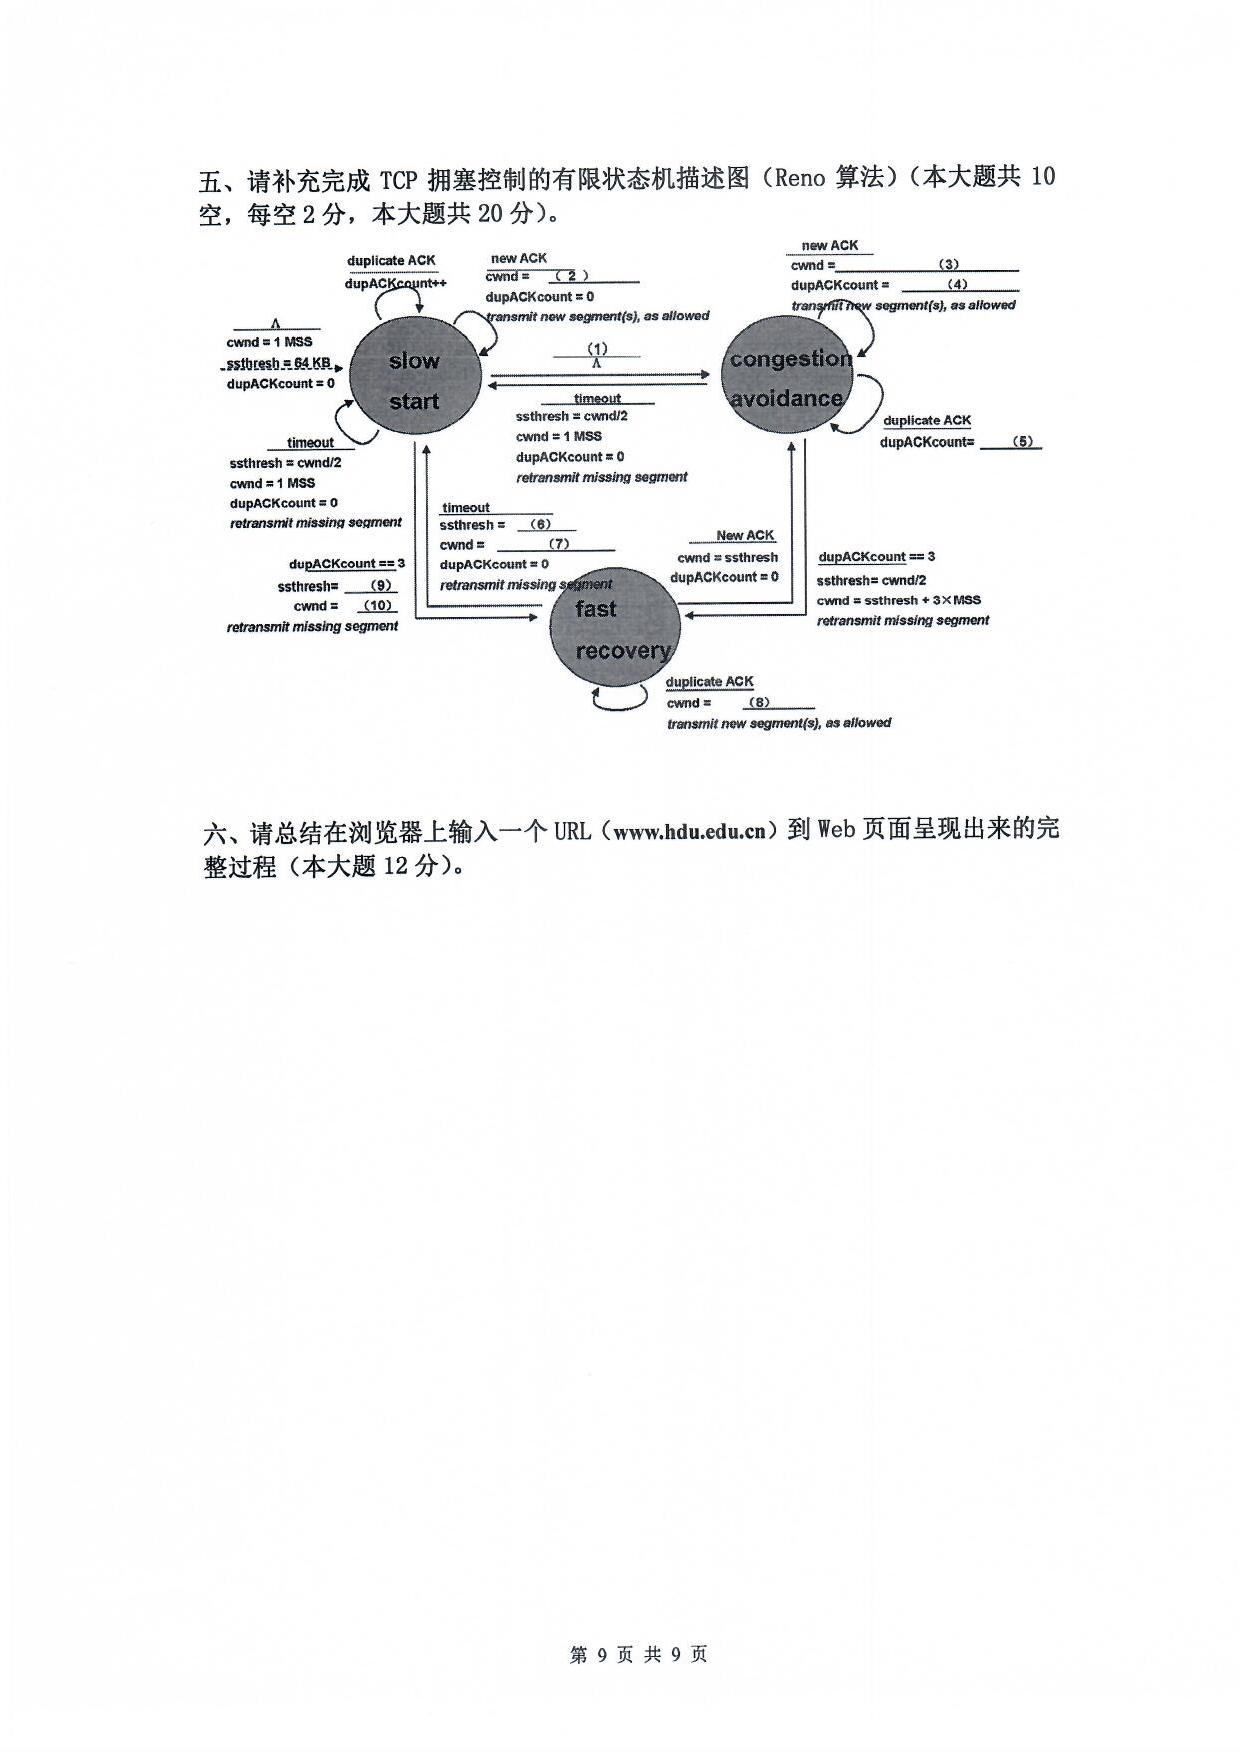 五、请补充完成 TCP 拥塞控制的有限状态机描述图（Reno 算法）（本大题共 10
空，每空 2 分，本大题共 20 分）。
duplicate ACK
dupACKcount++
new ACK
cwnd = （ 2 ）
dupACKcount = 0
transmit new segment(s), as allowed
new ACK
cwnd = （3）
dupACKcount = （4）
transmit new segment(s), as allowed
Λ
cwnd = 1 MSS
ssthresh = 64 KB
dupACKcount = 0
slow
start
（1）
Λ
congestion
avoidance
timeout
ssthresh = cwnd/2
cwnd = 1 MSS
dupACKcount = 0
retransmit missing segment
duplicate ACK
dupACKcount= （5）
timeout
ssthresh = cwnd/2
cwnd = 1 MSS
dupACKcount = 0
retransmit missing segment
timeout
ssthresh = （6）
cwnd = （7）
dupACKcount = 0
retransmit missing segment
New ACK
cwnd = ssthresh
dupACKcount = 0
dupACKcount == 3
ssthresh= cwnd/2
cwnd = ssthresh + 3×MSS
retransmit missing segment
dupACKcount == 3
ssthresh= （9）
cwnd = （10）
retransmit missing segment
fast
recovery
duplicate ACK
cwnd = （8）
transmit new segment(s), as allowed
六、请总结在浏览器上输入一个 URL（www.hdu.edu.cn）到 Web 页面呈现出来的完
整过程（本大题 12 分）。
第 9 页 共 9 页